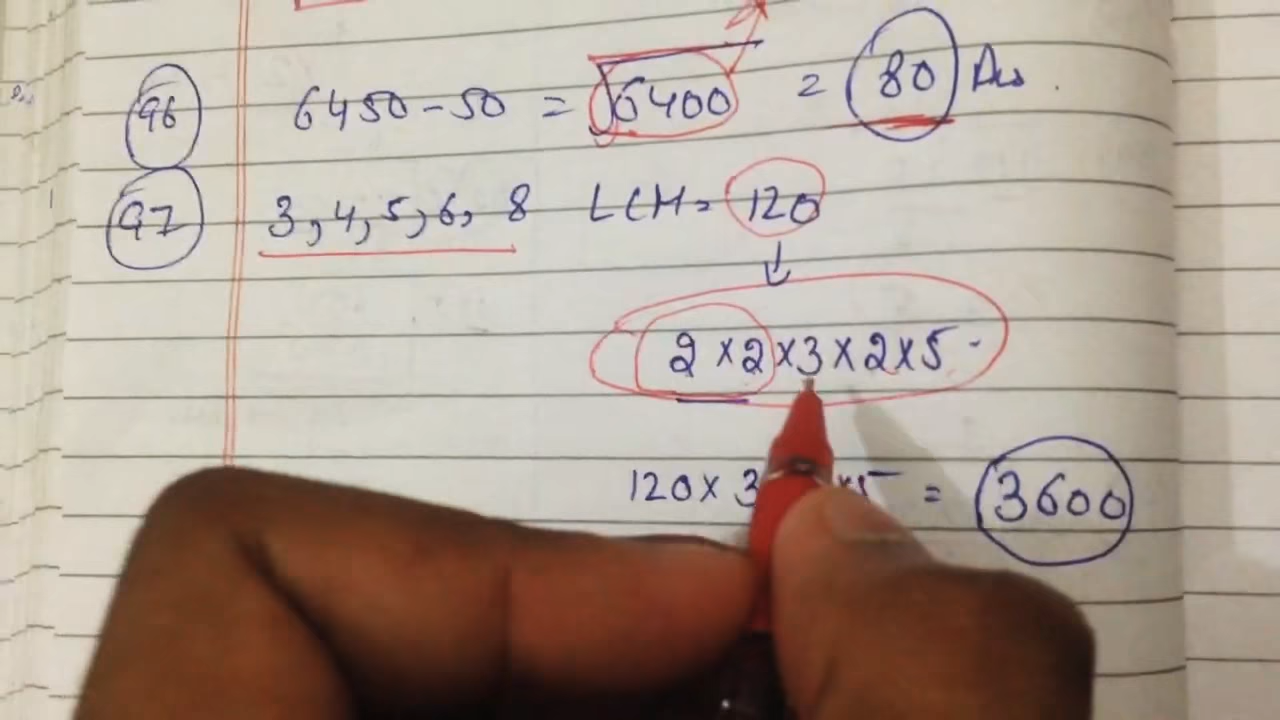 96 6450-50 = √6400 = 80 Ans.
97 3,4,5,6, 8 LCM= 120
2×2×3×2×5
120×3 ×5 = 3600